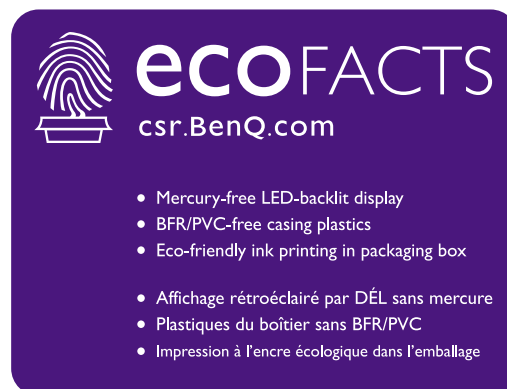 ecoFACTS
csr.BenQ.com
• Mercury-free LED-backlit display
• BFR/PVC-free casing plastics
• Eco-friendly ink printing in packaging box
• Affichage rétroéclairé par DÉL sans mercure
• Plastiques du boîtier sans BFR/PVC
• Impression à l'encre écologique dans l'emballage